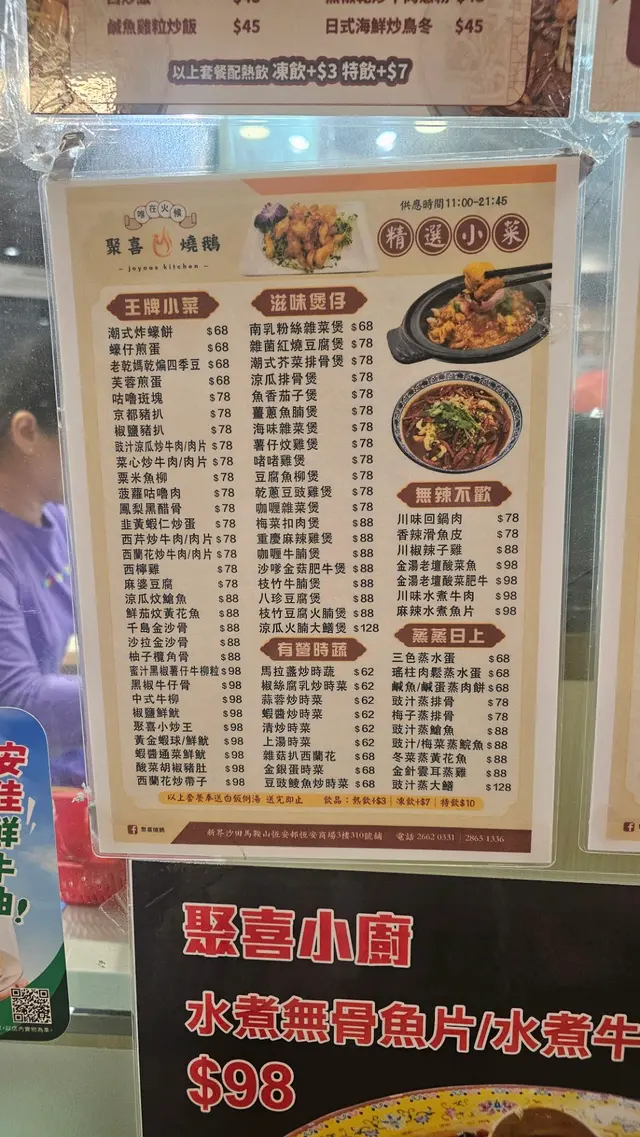 $45
鹹魚雞粒炒飯 $45
日式海鮮炒烏冬 $45
以上套餐配熱飲 凍飲+$3 特飲+$7
唯在火候
聚喜燒鵝
joyous kitchen
供應時間11:00-21:45
精選小菜
王牌小菜
潮式炸蠔餅 $68
蠔仔煎蛋 $68
老乾媽乾煸四季豆 $68
芙蓉煎蛋 $68
咕嚕斑塊 $78
京都豬扒 $78
椒鹽豬扒 $78
豉汁涼瓜炒牛肉/肉片 $78
菜心炒牛肉/肉片 $78
粟米魚柳 $78
菠蘿咕嚕肉 $78
鳳梨黑醋骨 $78
韭黃蝦仁炒蛋 $78
西芹炒牛肉/肉片 $78
西蘭花炒牛肉/肉片 $78
西檸雞 $78
麻婆豆腐 $78
涼瓜炆鯧魚 $88
鮮茄炆黃花魚 $88
千島金沙骨 $88
沙拉金沙骨 $88
柚子欖角骨 $88
蜜汁黑椒薯仔牛柳粒 $98
黑椒牛仔骨 $98
中式牛柳 $98
椒鹽鮮魷 $98
聚喜小炒王 $98
黃金蝦球/鮮魷 $98
蝦醬通菜鮮魷 $98
酸菜胡椒豬肚 $98
西蘭花炒帶子 $98
滋味煲仔
南乳粉絲雜菜煲 $68
雜菌紅燒豆腐煲 $78
潮式芥菜排骨煲 $78
涼瓜排骨煲 $78
魚香茄子煲 $78
薑蔥魚腩煲 $78
海味雜菜煲 $78
薯仔炆雞煲 $78
啫啫雞煲 $78
豆腐魚柳煲 $78
乾蔥豆豉雞煲 $78
咖喱雜菜煲 $78
梅菜扣肉煲 $88
重慶麻辣雞煲 $88
咖喱牛腩煲 $88
沙嗲金菇肥牛煲 $88
枝竹牛腩煲 $88
八珍豆腐煲 $88
枝竹豆腐火腩煲 $88
涼瓜火腩大鱔煲 $128
有營時蔬
馬拉盞炒時蔬 $62
椒絲腐乳炒時菜 $62
蒜蓉炒時菜 $62
蝦醬炒時菜 $62
清炒時菜 $62
上湯時菜 $62
雜菇扒西蘭花 $68
金銀蛋時菜 $68
豆豉鯪魚炒時菜 $68
無辣不歡
川味回鍋肉 $78
香辣滑魚皮 $78
川椒辣子雞 $88
金湯老壇酸菜魚 $98
金湯老壇酸菜肥牛 $98
川味水煮牛肉 $98
麻辣水煮魚片 $98
蒸蒸日上
三色蒸水蛋 $68
瑤柱肉鬆蒸水蛋 $68
鹹魚/鹹蛋蒸肉餅 $68
豉汁蒸排骨 $78
梅子蒸排骨 $78
豉汁蒸鯧魚 $88
豉汁/梅菜蒸鯇魚 $88
冬菜蒸黃花魚 $88
金針雲耳蒸雞 $88
豉汁蒸大鱔 $128
以上套餐奉送白飯例湯 送完即止 飲品：熱飲+$3｜凍飲+$7｜特飲$10
聚喜燒鵝
新界沙田馬鞍山恆安邨恆安商場3樓310號舖 電話 2662 0331 | 2865 1336
聚喜小廚
水煮無骨魚片/水煮牛
$98